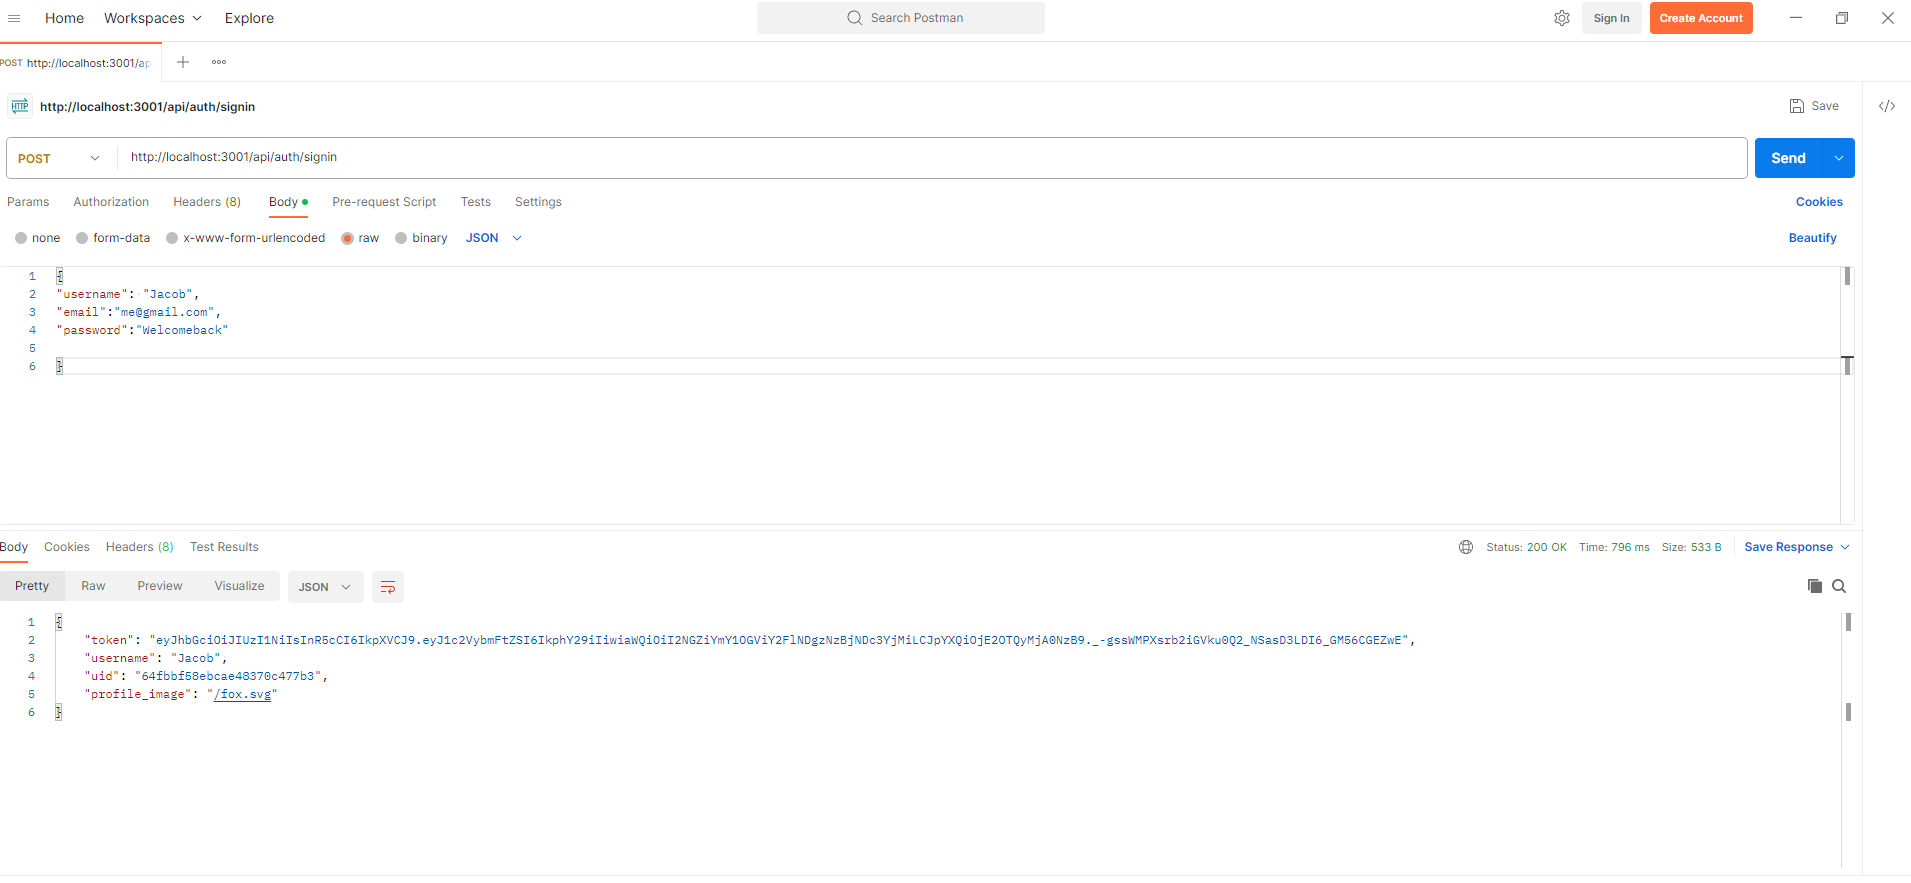 Home Workspaces Explore Search Postman Sign In Create Account
POST http://localhost:3001/ap
HTTP http://localhost:3001/api/auth/signin Save
POST http://localhost:3001/api/auth/signin Send
Params Authorization Headers (8) Body Pre-request Script Tests Settings Cookies
none form-data x-www-form-urlencoded raw binary JSON Beautify
1 {
2 "username": "Jacob",
3 "email":"me@gmail.com",
4 "password":"Welcomeback"
5
6 }
Body Cookies Headers (8) Test Results Status: 200 OK Time: 796 ms Size: 533 B Save Response
Pretty Raw Preview Visualize JSON
1 {
2 "token": "eyJhbGciOiJIUzI1NiIsInR5cCI6IkpXVCJ9.eyJ1c2VybmFtZSI6IkphY29iIiwiaWQiOiI2NGZiYmY1OGViY2FlNDgzNzBjNDc3YjMiLCJpYXQiOjE2OTQyMjA0NzB9._-gssWMPXsrb2iGVku0Q2_NSasD3LDI6_GM56CGEZwE",
3 "username": "Jacob",
4 "uid": "64fbbf58ebcae48370c477b3",
5 "profile_image": "/fox.svg"
6 }